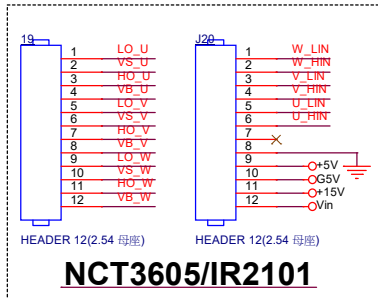 19
1 LO_U
2 VS_U
3 HO_U
4 VB_U
5 LO_V
6 VS_V
7 HO_V
8 VB_V
9 LO_W
10 VS_W
11 HO_W
12 VB_W
HEADER 12(2.54 母座)
J20
1 W_LIN
2 W_HIN
3 V_LIN
4 V_HIN
5 U_LIN
6 U_HIN
7
8
9 +5V
10 G5V
11 +15V
12 Vin
HEADER 12(2.54 母座)
NCT3605/IR2101